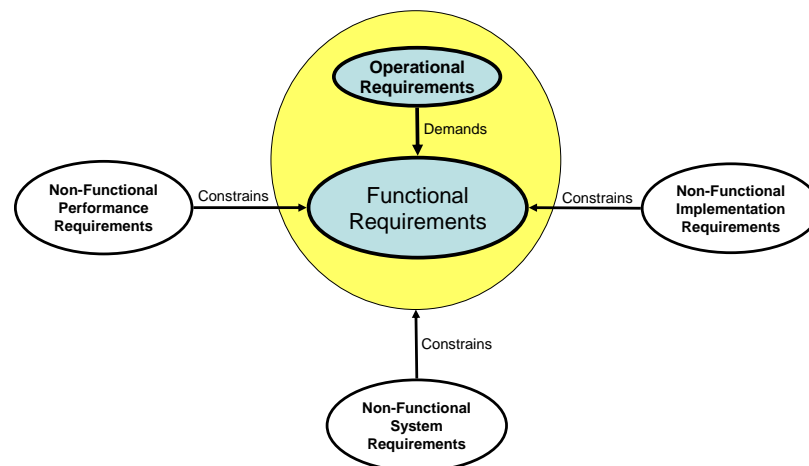 Operational
Requirements
Demands
Functional
Requirements
Non-Functional
Performance
Requirements
Constrains
Constrains
Non-Functional
Implementation
Requirements
Constrains
Non-Functional
System
Requirements